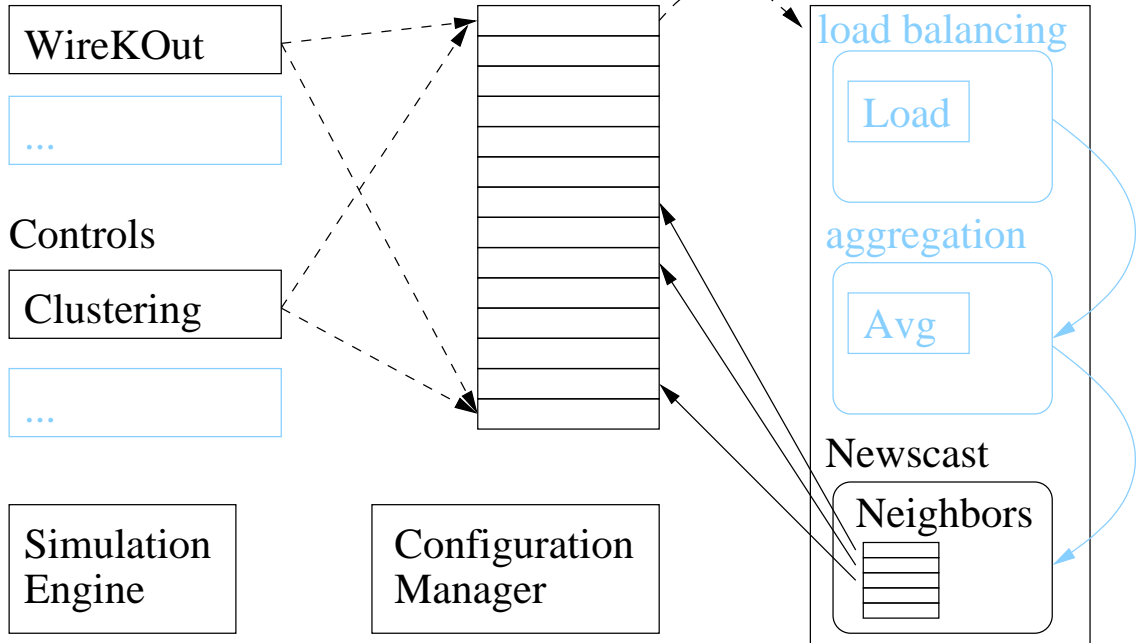 WireKOut
...
Controls
Clustering
...
Simulation
Engine
Configuration
Manager
load balancing
Load
aggregation
Avg
Newscast
Neighbors